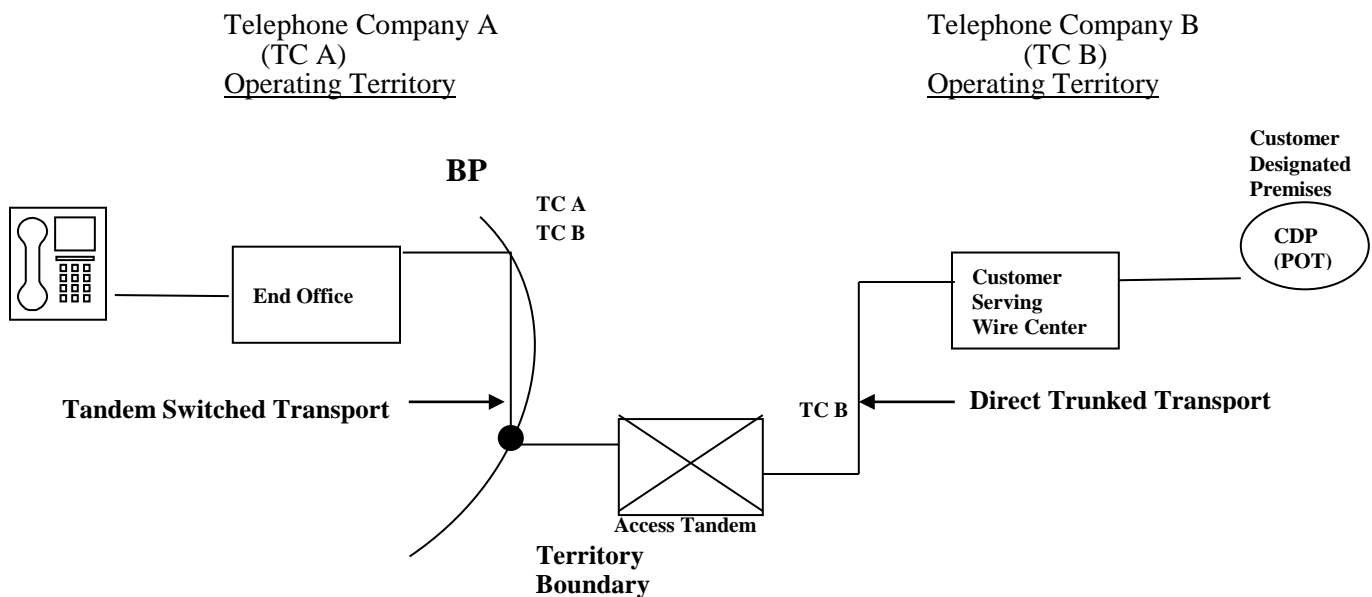 Telephone Company A
(TC A)
Operating Territory
Telephone Company B
(TC B)
Operating Territory
Customer
Designated
Premises
BP
TC A
TC B
CDP
(POT)
End Office
Customer
Serving
Wire Center
Tandem Switched Transport
TC B
Direct Trunked Transport
Access Tandem
Territory
Boundary